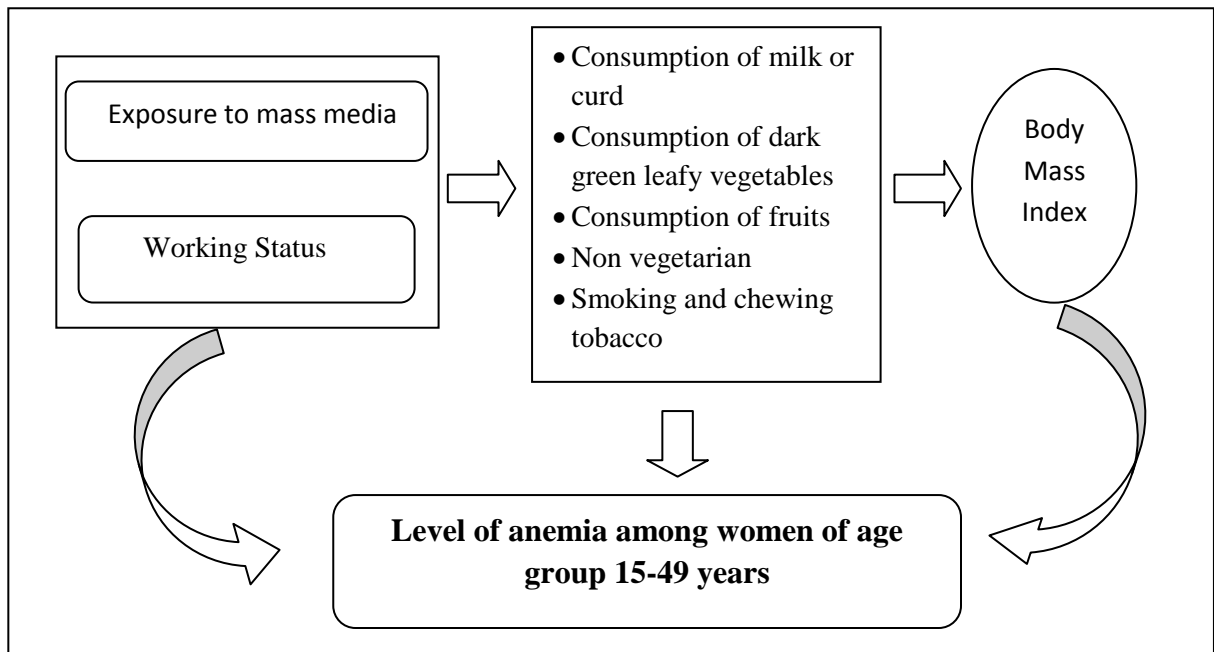 Exposure to mass media
Working Status
• Consumption of milk or
curd
• Consumption of dark
green leafy vegetables
• Consumption of fruits
• Non vegetarian
• Smoking and chewing
tobacco
Body
Mass
Index
Level of anemia among women of age
group 15-49 years